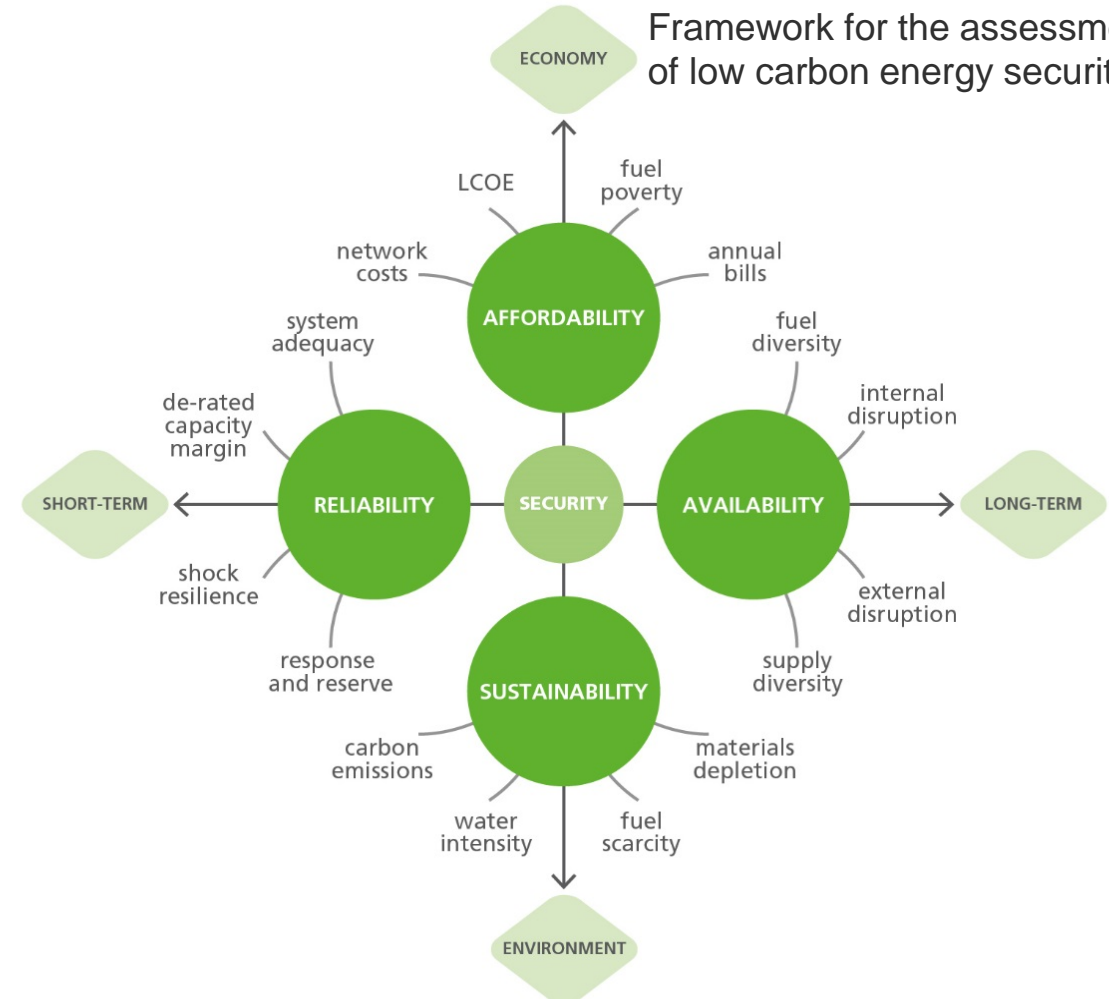 Framework for the
of low carbon energy
ECONOMY
LCOE
fuel
poverty
network
costs
annual
bills
AFFORDABILITY
system
adequacy
fuel
diversity
de-rated
capacity
margin
internal
disruption
SHORT-TERM
RELIABILITY
SECURITY
AVAILABILITY
LONG-TERM
shock
resilience
external
disruption
response
and reserve
supply
diversity
SUSTAINABILITY
carbon
emissions
materials
depletion
water
intensity
fuel
scarcity
ENVIRONMENT